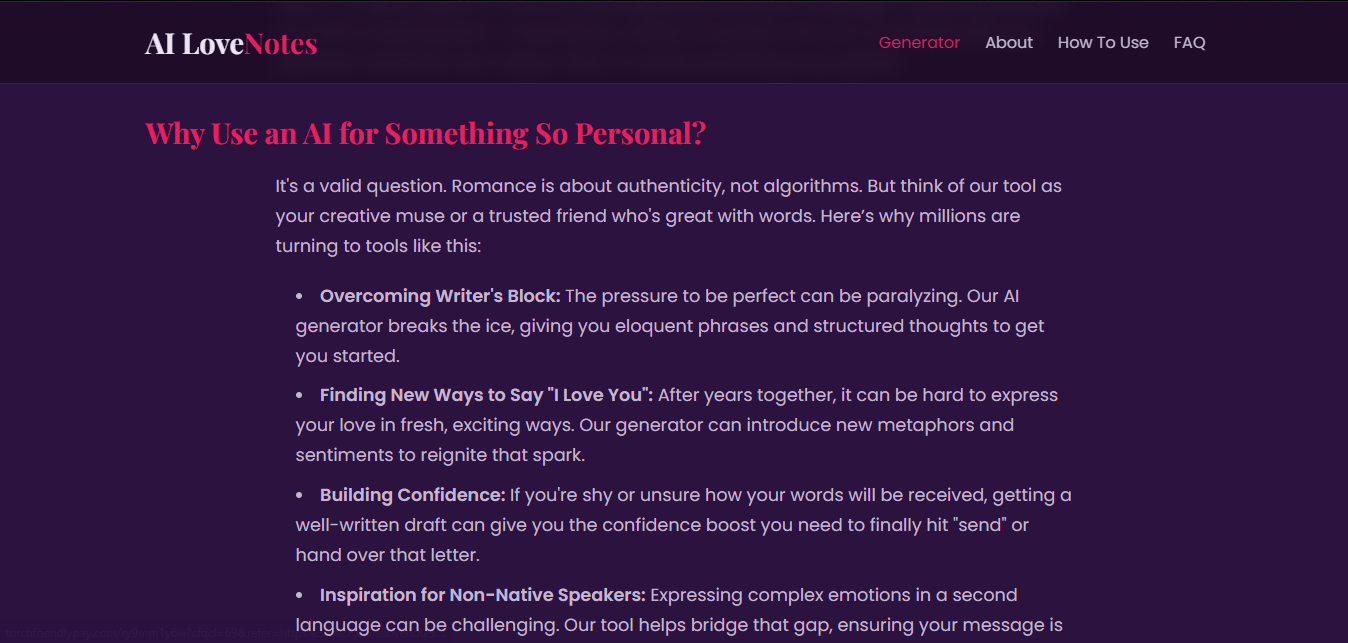 AI LoveNotes
Generator About How To Use FAQ
Why Use an AI for Something So Personal?
It's a valid question. Romance is about authenticity, not algorithms. But think of our tool as
your creative muse or a trusted friend who's great with words. Here’s why millions are
turning to tools like this:
• Overcoming Writer's Block: The pressure to be perfect can be paralyzing. Our AI
generator breaks the ice, giving you eloquent phrases and structured thoughts to get
you started.
• Finding New Ways to Say "I Love You": After years together, it can be hard to express
your love in fresh, exciting ways. Our generator can introduce new metaphors and
sentiments to reignite that spark.
• Building Confidence: If you're shy or unsure how your words will be received, getting a
well-written draft can give you the confidence boost you need to finally hit "send" or
hand over that letter.
• Inspiration for Non-Native Speakers: Expressing complex emotions in a second
language can be challenging. Our tool helps bridge that gap, ensuring your message is